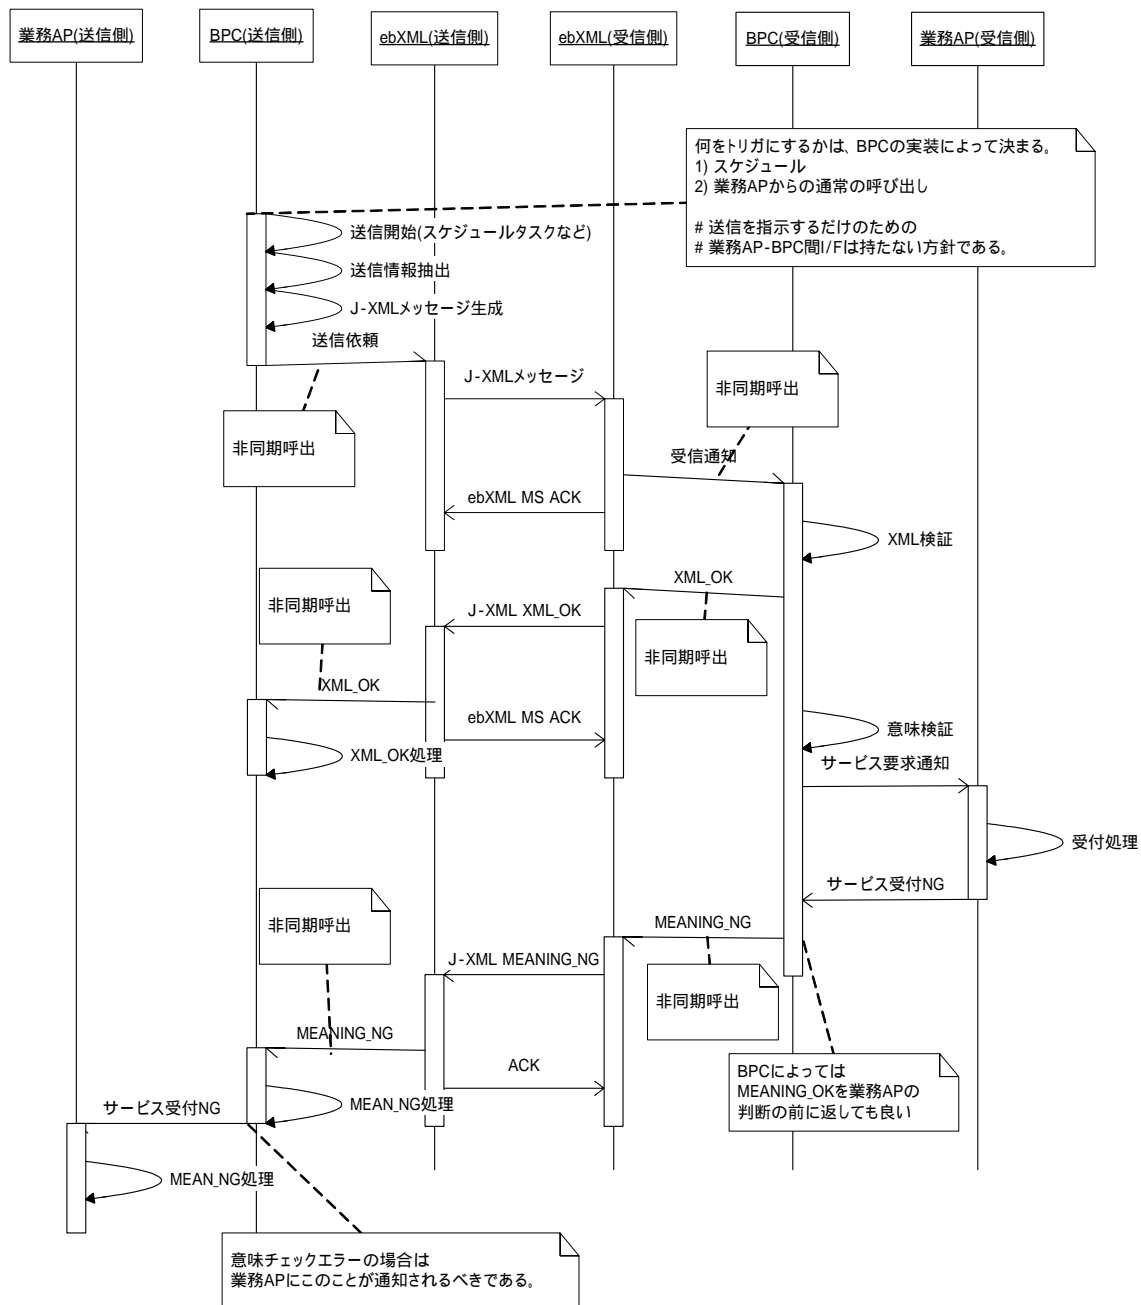 業務AP(送信側)
BPC(送信側)
ebXML(送信側)
ebXML(受信側)
BPC(受信側)
業務AP(受信側)
何をトリガにするかは、BPCの実装によって決まる。
1) スケジュール
2) 業務APからの通常の呼び出し
# 送信を指示するだけのための
# 業務AP-BPC間I/Fは持たない方針である。
送信開始(スケジュールタスクなど)
送信情報抽出
J-XMLメッセージ生成
送信依頼
J-XMLメッセージ
非同期呼出
非同期呼出
受信通知
ebXML MS ACK
XML検証
XML_OK
非同期呼出
J-XML XML_OK
非同期呼出
XML_OK
ebXML MS ACK
意味検証
XML_OK処理
サービス要求通知
受付処理
サービス受付NG
非同期呼出
MEANING_NG
J-XML MEANING_NG
非同期呼出
MEANING_NG
ACK
BPCによっては
MEANING_OKを業務APの
判断の前に返しても良い
MEAN_NG処理
サービス受付NG
MEAN_NG処理
意味チェックエラーの場合は
業務APにこのことが通知されるべきである。